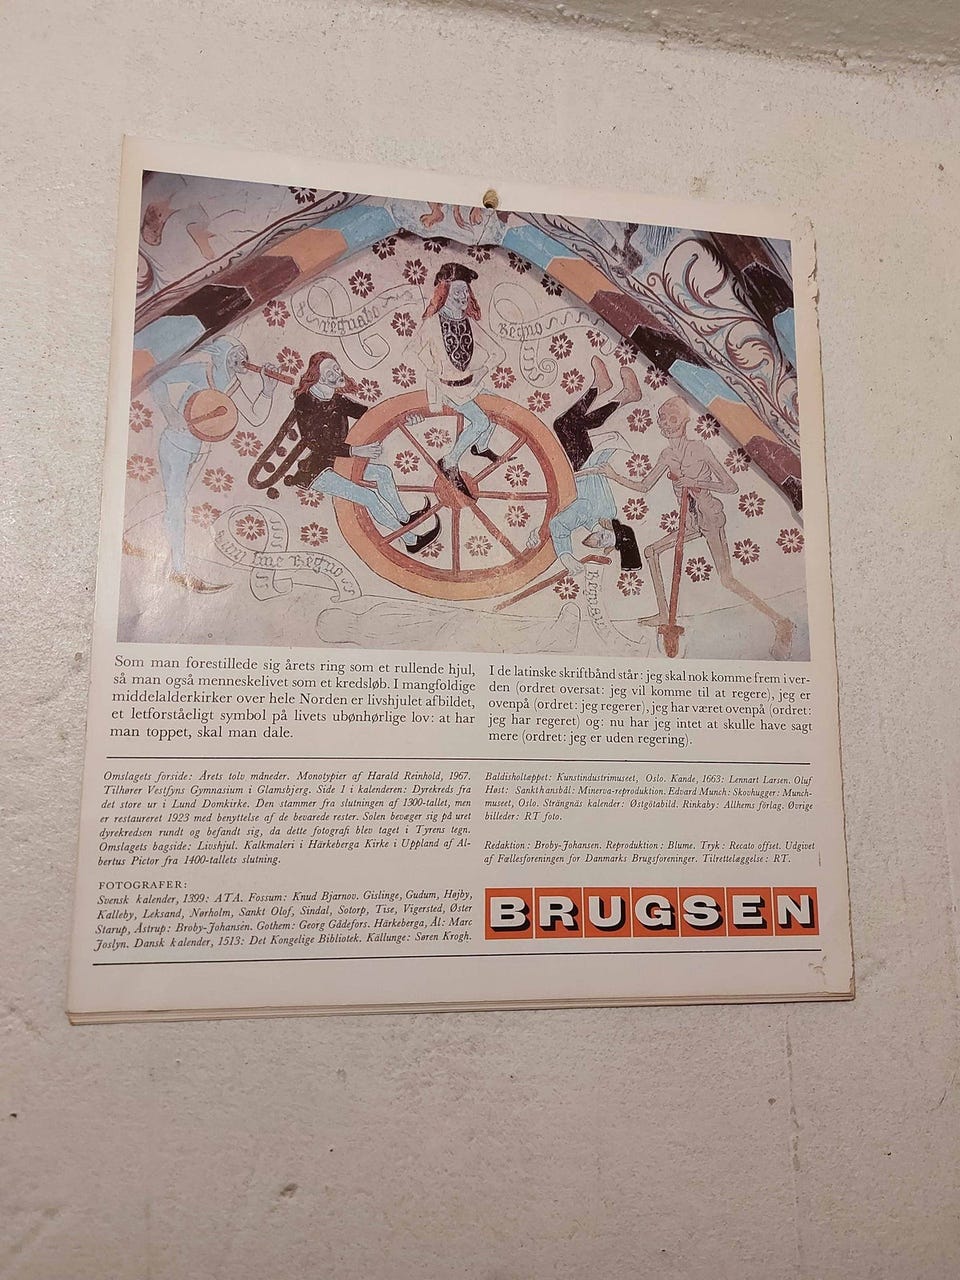 regnabo
Regno
sum sine Regno
Regnaui
Som man forestillede sig årets ring som et rullende hjul,
så man også menneskelivet som et kredsløb. I mangfoldige
middelalderkirker over hele Norden er livshjulet afbildet,
et letforståeligt symbol på livets ubønhørlige lov: at har
man toppet, skal man dale.
I de latinske skriftbånd står: jeg skal nok komme frem i ver-
den (ordret oversat: jeg vil komme til at regere), jeg er
ovenpå (ordret: jeg regerer), jeg har været ovenpå (ordret:
jeg har regeret) og: nu har jeg intet at skulle have sagt
mere (ordret: jeg er uden regering).
Omslagets forside: Årets tolv måneder. Monotypier af Harald Reinhold, 1967.
Tilhører Vestfyns Gymnasium i Glamsbjerg. Side 1 i kalenderen: Dyrekreds fra
det store ur i Lund Domkirke. Den stammer fra slutningen af 1300-tallet, men
er restaureret 1923 med benyttelse af de bevarede rester. Solen bevæger sig på uret
dyrekredsen rundt og befandt sig, da dette fotografi blev taget i Tyrens tegn.
Omslagets bagside: Livshjul. Kalkmaleri i Härkeberga Kirke i Uppland af Al-
bertus Pictor fra 1400-tallets slutning.
FOTOGRAFER:
Svensk kalender, 1399: ATA. Fossum: Knud Bjarnov. Gislinge, Gudum, Højby,
Kalleby, Leksand, Nørholm, Sankt Olof, Sindal, Sotorp, Tise, Vigersted, Øster
Starup, Åstrup: Broby-Johansen. Gothem: Georg Gådefors. Härkeberga, Ål: Marc
Joslyn. Dansk kalender, 1513: Det Kongelige Bibliotek. Källunge: Søren Krogh.
Baldisholtæppet: Kunstindustrimuseet, Oslo. Kande, 1663: Lennart Larsen. Oluf
Høst: Sankthansbål: Minerva-reproduktion. Edvard Munch: Skovhugger: Munch-
museet, Oslo. Strängnäs kalender: Østgötabild. Rinkaby: Allhems förlag. Øvrige
billeder: RT foto.
Redaktion: Broby-Johansen. Reproduktion: Blume. Tryk: Recato offset. Udgivet
af Fællesforeningen for Danmarks Brugsforeninger. Tilrettelæggelse: RT.
BRUGSEN